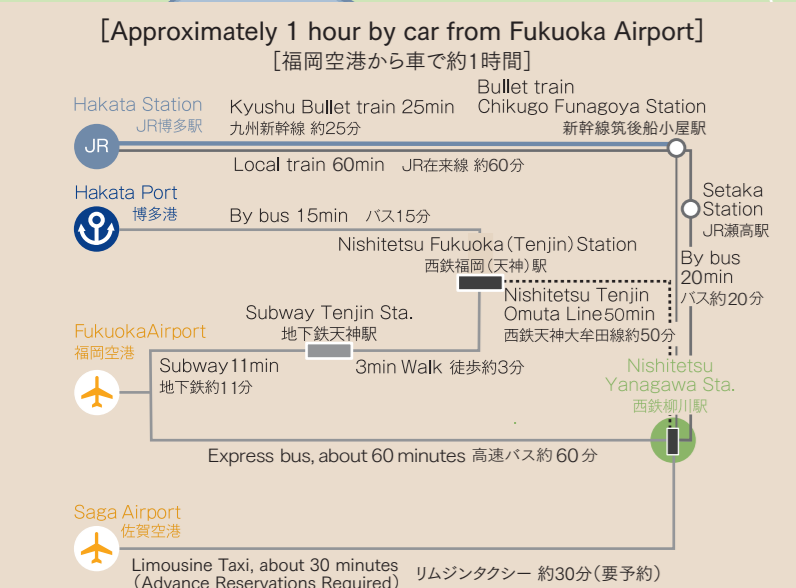 [Approximately 1 hour by car from Fukuoka Airport]
[福岡空港から車で約1時間]
Hakata Station
JR博多駅
JR
Kyushu Bullet train 25min
九州新幹線 約25分
Bullet train
Chikugo Funagoya Station
新幹線筑後船小屋駅
Local train 60min JR在来線 約60分
Hakata Port
博多港
By bus 15min バス15分
Setaka
Station
JR瀬高駅
Nishitetsu Fukuoka(Tenjin)Station
西鉄福岡(天神)駅
By bus
20min
バス約20分
Nishitetsu Tenjin
Omuta Line50min
西鉄天神大牟田線約50分
Subway Tenjin Sta.
地下鉄天神駅
FukuokaAirport
福岡空港
Subway11min
地下鉄約11分
3min Walk 徒歩約3分
Nishitetsu
Yanagawa Sta.
西鉄柳川駅
Express bus, about 60 minutes 高速バス約60分
Saga Airport
佐賀空港
Limousine Taxi, about 30 minutes
(Advance Reservations Required)
リムジンタクシー 約30分(要予約)